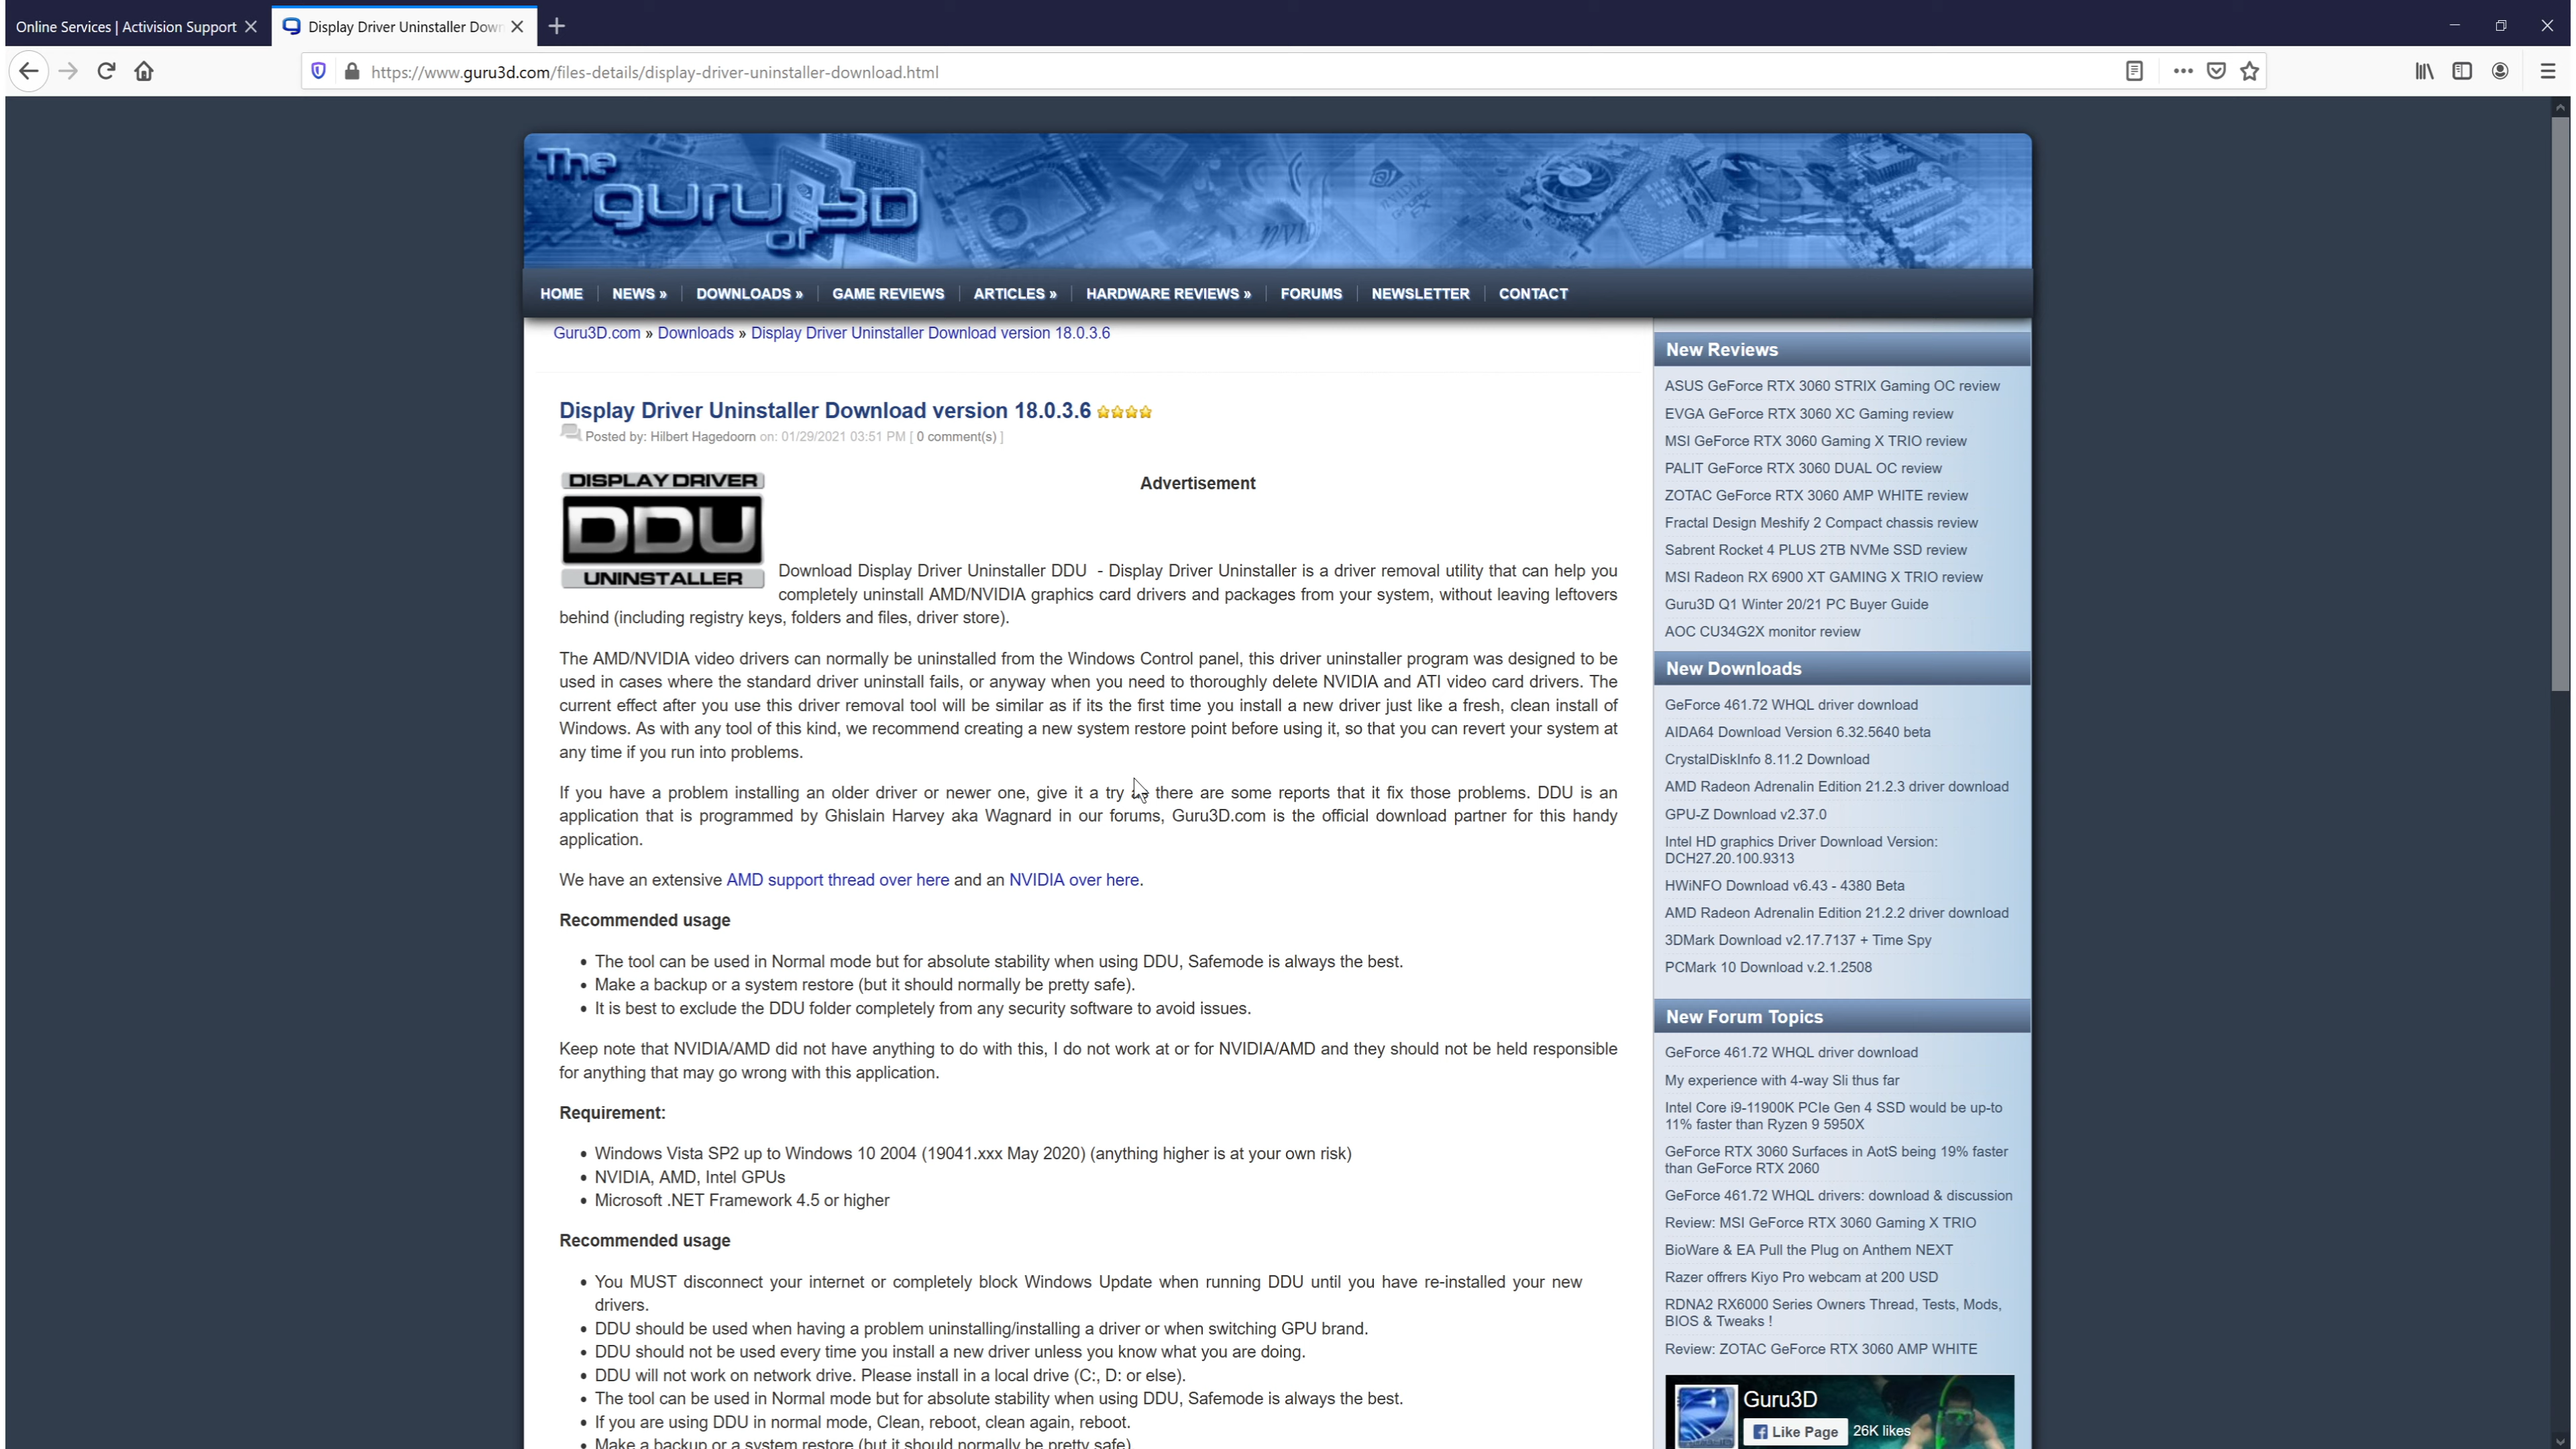 Online Services | Activision Support
Display Driver Uninstaller Down
https://www.guru3d.com/files-details/display-driver-uninstaller-download.html
The
guru of 3D
HOME NEWS » DOWNLOADS » GAME REVIEWS ARTICLES » HARDWARE REVIEWS » FORUMS NEWSLETTER CONTACT
Guru3D.com » Downloads » Display Driver Uninstaller Download version 18.0.3.6
Display Driver Uninstaller Download version 18.0.3.6
Posted by: Hilbert Hagedoorn on: 01/29/2021 03:51 PM [ 0 comment(s) ]
DISPLAY DRIVER
DDU
UNINSTALLER
Advertisement
Download Display Driver Uninstaller DDU - Display Driver Uninstaller is a driver removal utility that can help you
completely uninstall AMD/NVIDIA graphics card drivers and packages from your system, without leaving leftovers
behind (including registry keys, folders and files, driver store).
The AMD/NVIDIA video drivers can normally be uninstalled from the Windows Control panel, this driver uninstaller program was designed to be
used in cases where the standard driver uninstall fails, or anyway when you need to thoroughly delete NVIDIA and ATI video card drivers. The
current effect after you use this driver removal tool will be similar as if its the first time you install a new driver just like a fresh, clean install of
Windows. As with any tool of this kind, we recommend creating a new system restore point before using it, so that you can revert your system at
any time if you run into problems.
If you have a problem installing an older driver or newer one, give it a try there are some reports that it fix those problems. DDU is an
application that is programmed by Ghislain Harvey aka Wagnard in our forums, Guru3D.com is the official download partner for this handy
application.
We have an extensive AMD support thread over here and an NVIDIA over here.
Recommended usage
• The tool can be used in Normal mode but for absolute stability when using DDU, Safemode is always the best.
• Make a backup or a system restore (but it should normally be pretty safe).
• It is best to exclude the DDU folder completely from any security software to avoid issues.
Keep note that NVIDIA/AMD did not have anything to do with this, I do not work at or for NVIDIA/AMD and they should not be held responsible
for anything that may go wrong with this application.
Requirement:
• Windows Vista SP2 up to Windows 10 2004 (19041.xxx May 2020) (anything higher is at your own risk)
• NVIDIA, AMD, Intel GPUs
• Microsoft .NET Framework 4.5 or higher
Recommended usage
• You MUST disconnect your internet or completely block Windows Update when running DDU until you have re-installed your new
drivers.
• DDU should be used when having a problem uninstalling/installing a driver or when switching GPU brand.
• DDU should not be used every time you install a new driver unless you know what you are doing.
• DDU will not work on network drive. Please install in a local drive (C:, D: or else).
• The tool can be used in Normal mode but for absolute stability when using DDU, Safemode is always the best.
• If you are using DDU in normal mode, Clean, reboot, clean again, reboot.
• Make a backup or a system restore (but it should normally be pretty safe)
New Reviews
ASUS GeForce RTX 3060 STRIX Gaming OC review
EVGA GeForce RTX 3060 XC Gaming review
MSI GeForce RTX 3060 Gaming X TRIO review
PALIT GeForce RTX 3060 DUAL OC review
ZOTAC GeForce RTX 3060 AMP WHITE review
Fractal Design Meshify 2 Compact chassis review
Sabrent Rocket 4 PLUS 2TB NVMe SSD review
MSI Radeon RX 6900 XT GAMING X TRIO review
Guru3D Q1 Winter 20/21 PC Buyer Guide
AOC CU34G2X monitor review
New Downloads
GeForce 461.72 WHQL driver download
AIDA64 Download Version 6.32.5640 beta
CrystalDiskInfo 8.11.2 Download
AMD Radeon Adrenalin Edition 21.2.3 driver download
GPU-Z Download v2.37.0
Intel HD graphics Driver Download Version:
DCH27.20.100.9313
HWiNFO Download v6.43 - 4380 Beta
AMD Radeon Adrenalin Edition 21.2.2 driver download
3DMark Download v2.17.7137 + Time Spy
PCMark 10 Download v.2.1.2508
New Forum Topics
GeForce 461.72 WHQL driver download
My experience with 4-way Sli thus far
Intel Core i9-11900K PCIe Gen 4 SSD would be up-to
11% faster than Ryzen 9 5950X
GeForce RTX 3060 Surfaces in AotS being 19% faster
than GeForce RTX 2060
GeForce 461.72 WHQL drivers: download & discussion
Review: MSI GeForce RTX 3060 Gaming X TRIO
BioWare & EA Pull the Plug on Anthem NEXT
Razer offrers Kiyo Pro webcam at 200 USD
RDNA2 RX6000 Series Owners Thread, Tests, Mods,
BIOS & Tweaks !
Review: ZOTAC GeForce RTX 3060 AMP WHITE
Guru3D
Like Page 26K likes